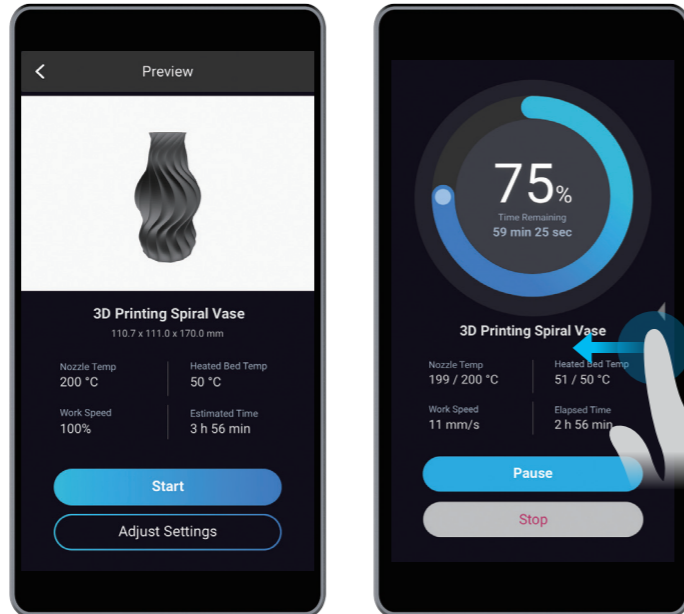 Preview
3D Printing Spiral Vase
110.7 x 111.0 x 170.0 mm
Nozzle Temp
200 °C
Heated Bed Temp
50 °C
Work Speed
100%
Estimated Time
3 h 56 min
Start
Adjust Settings
75%
Time Remaining
59 min 25 sec
3D Printing Spiral Vase
Nozzle Temp
199 / 200 °C
Heated Bed Temp
51 / 50 °C
Work Speed
11 mm/s
Elapsed Time
2 h 56 min
Pause
Stop